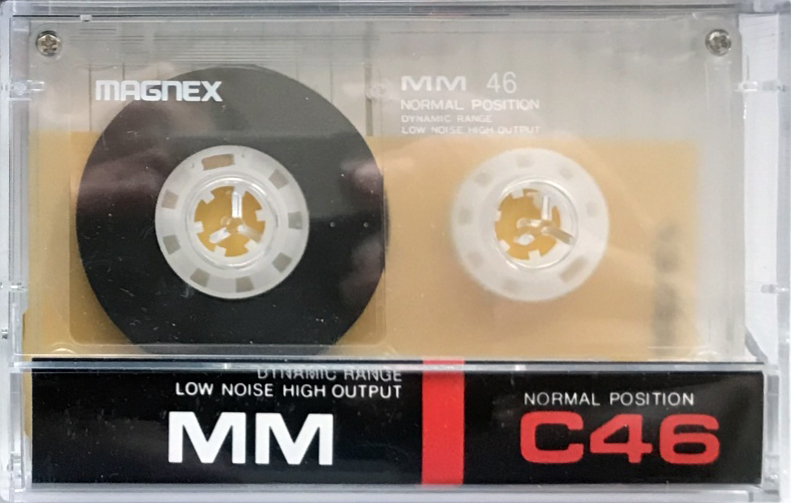 MAGNEX
MM 46
NORMAL POSITION
DYNAMIC RANGE
LOW NOISE HIGH OUTPUT
DYNAMIC RANGE
LOW NOISE HIGH OUTPUT
MM
NORMAL POSITION
C46